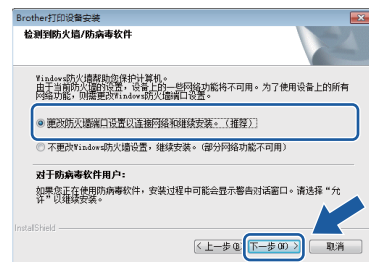 Brother打印设备安装
检测到防火墙/防病毒软件
Windows防火墙帮助您保护计算机。
由于当前防火墙的设置，设备上的一些网络功能将不可用。为了使用设备上的所有
网络功能，则需更改Windows防火墙端口设置。
更改防火墙端口设置以连接网络和继续安装。（推荐）
不更改Windows防火墙设置，继续安装。（部分网络功能不可用）
对于防病毒软件用户：
如果您正在使用防病毒软件，安装过程中可能会显示警告对话窗口。请选择“允
许”以继续安装。
InstallShield
< 上一步(B) 下一步(N) > 取消